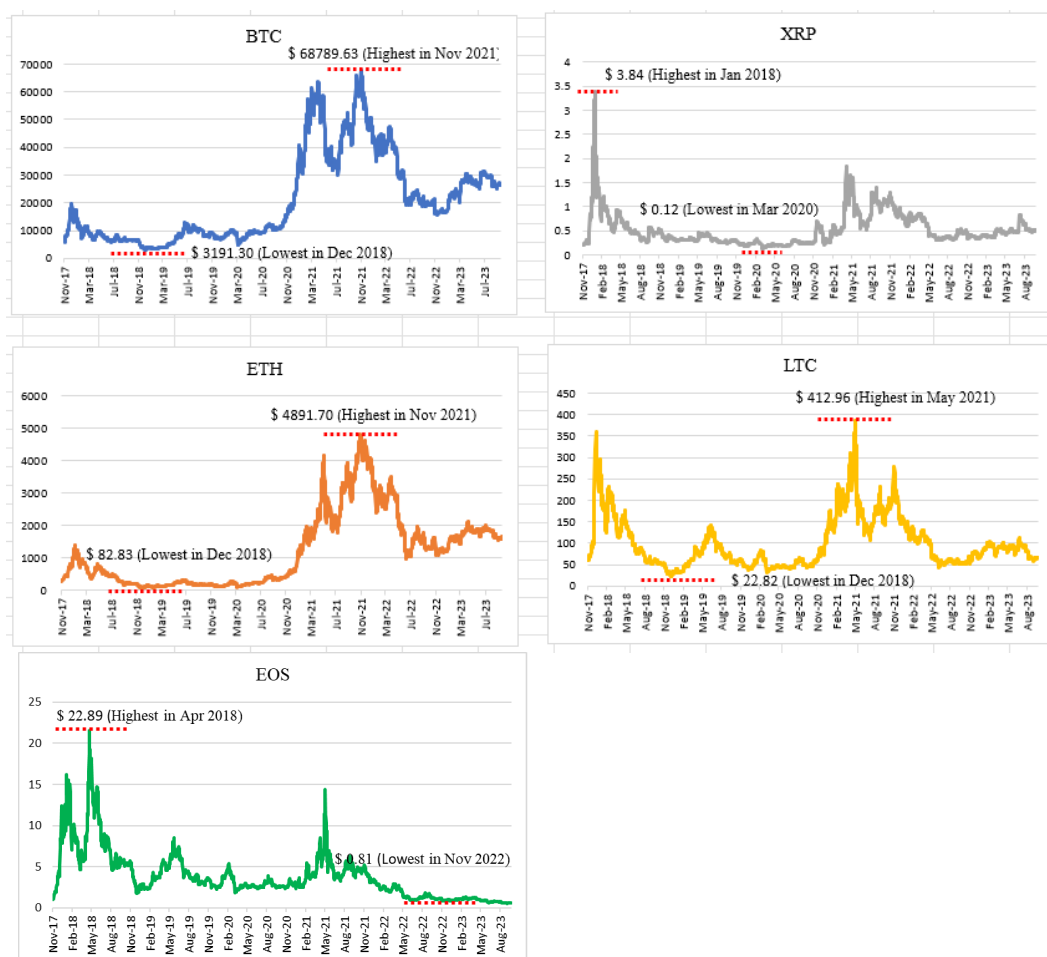 BTC
$ 68789.63 (Highest in Nov 2021)
70000
60000
50000
40000
30000
20000
10000
0
$ 3191.30 (Lowest in Dec 2018)
Nov-17
Mar-18
Jul-18
Nov-18
Mar-19
Jul-19
Nov-19
Mar-20
Jul-20
Nov-20
Mar-21
Jul-21
Nov-21
Mar-22
Jul-22
Nov-22
Mar-23
Jul-23
XRP
$ 3.84 (Highest in Jan 2018)
4
3.5
3
2.5
2
1.5
1
0.5
0
$ 0.12 (Lowest in Mar 2020)
Nov-17
Feb-18
May-18
Aug-18
Nov-18
Feb-19
May-19
Aug-19
Nov-19
Feb-20
May-20
Aug-20
Nov-20
Feb-21
May-21
Aug-21
Nov-21
Feb-22
May-22
Aug-22
Nov-22
Feb-23
May-23
Aug-23
ETH
6000
$ 4891.70 (Highest in Nov 2021)
5000
4000
3000
2000
1000
0
$ 82.83 (Lowest in Dec 2018)
Nov-17
Mar-18
Jul-18
Nov-18
Mar-19
Jul-19
Nov-19
Mar-20
Jul-20
Nov-20
Mar-21
Jul-21
Nov-21
Mar-22
Jul-22
Nov-22
Mar-23
Jul-23
LTC
$ 412.96 (Highest in May 2021)
450
400
350
300
250
200
150
100
50
0
$ 22.82 (Lowest in Dec 2018)
Nov-17
Feb-18
May-18
Aug-18
Nov-18
Feb-19
May-19
Aug-19
Nov-19
Feb-20
May-20
Aug-20
Nov-20
Feb-21
May-21
Aug-21
Nov-21
Feb-22
May-22
Aug-22
Nov-22
Feb-23
May-23
Aug-23
EOS
25
$ 22.89 (Highest in Apr 2018)
20
15
10
5
0
$ 0.81 (Lowest in Nov 2022)
Nov-17
Feb-18
May-18
Aug-18
Nov-18
Feb-19
May-19
Aug-19
Nov-19
Feb-20
May-20
Aug-20
Nov-20
Feb-21
May-21
Aug-21
Nov-21
Feb-22
May-22
Aug-22
Nov-22
Feb-23
May-23
Aug-23